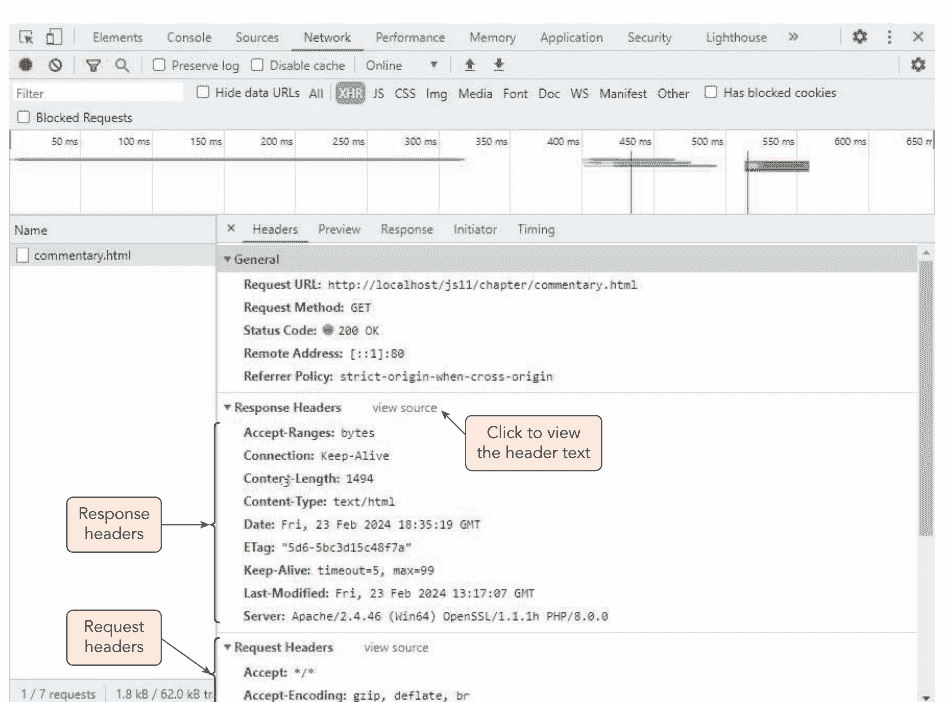 Elements Console Sources Network Performance Memory Application Security Lighthouse »
Preserve log Disable cache Online
Filter Hide data URLs All XHR JS CSS Img Media Font Doc WS Manifest Other Has blocked cookies
Blocked Requests
50 ms 100 ms 150 ms 200 ms 250 ms 300 ms 350 ms 400 ms 450 ms 500 ms 550 ms 600 ms 650 m
Name
commentary.html
× Headers Preview Response Initiator Timing
General
Request URL: http://localhost/js11/chapter/commentary.html
Request Method: GET
Status Code: 200 OK
Remote Address: [::1]:80
Referrer Policy: strict-origin-when-cross-origin
Response Headers view source
Click to view
the header text
Accept-Ranges: bytes
Connection: Keep-Alive
Content-Length: 1494
Content-Type: text/html
Date: Fri, 23 Feb 2024 18:35:19 GMT
ETag: "5d6-5bc3d15c48f7a"
Keep-Alive: timeout=5, max=99
Last-Modified: Fri, 23 Feb 2024 13:17:07 GMT
Server: Apache/2.4.46 (Win64) OpenSSL/1.1.1h PHP/8.0.0
Response
headers
Request
headers
Request Headers view source
Accept: */*
Accept-Encoding: gzip, deflate, br
1 / 7 requests 1.8 kB / 62.0 kB tr